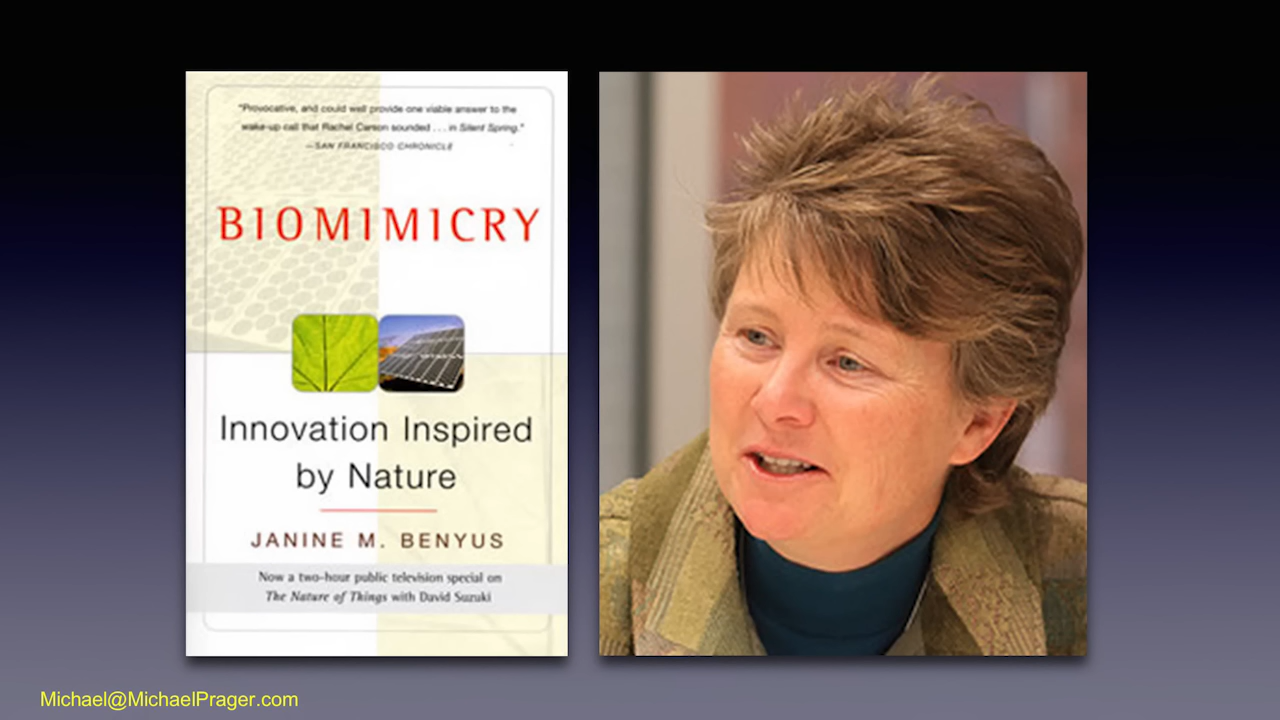 "Provocative, and could well provide one viable answer to the
wake-up call that Rachel Carson sounded . . . in Silent Spring."
—SAN FRANCISCO CHRONICLE
BIOMIMICRY
Innovation Inspired
by Nature
JANINE M. BENYUS
Now a two-hour public television special on
The Nature of Things with David Suzuki
Michael@MichaelPrager.com